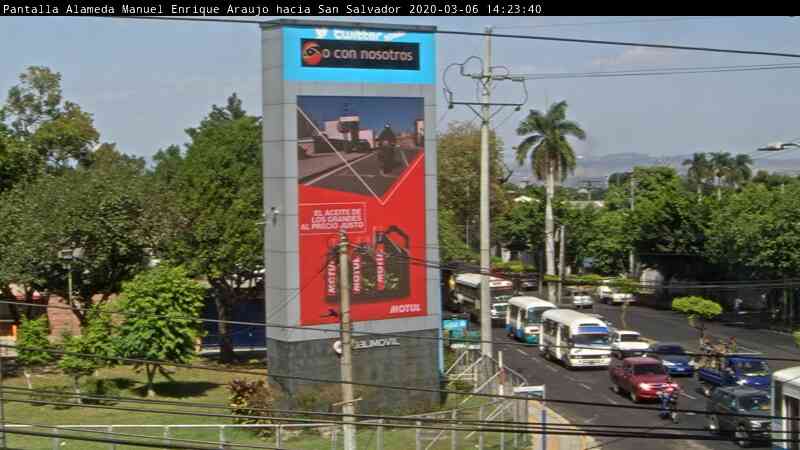 Pantalla Alameda Manuel Enrique Araujo hacia San Salvador 2020-03-06 14:23:40
twitter
o con nosotros
EL ACEITE DE
LOS GRANDES
AL PRECIO JUSTO
MOTUL MOTUL MOTUL
MOTUL